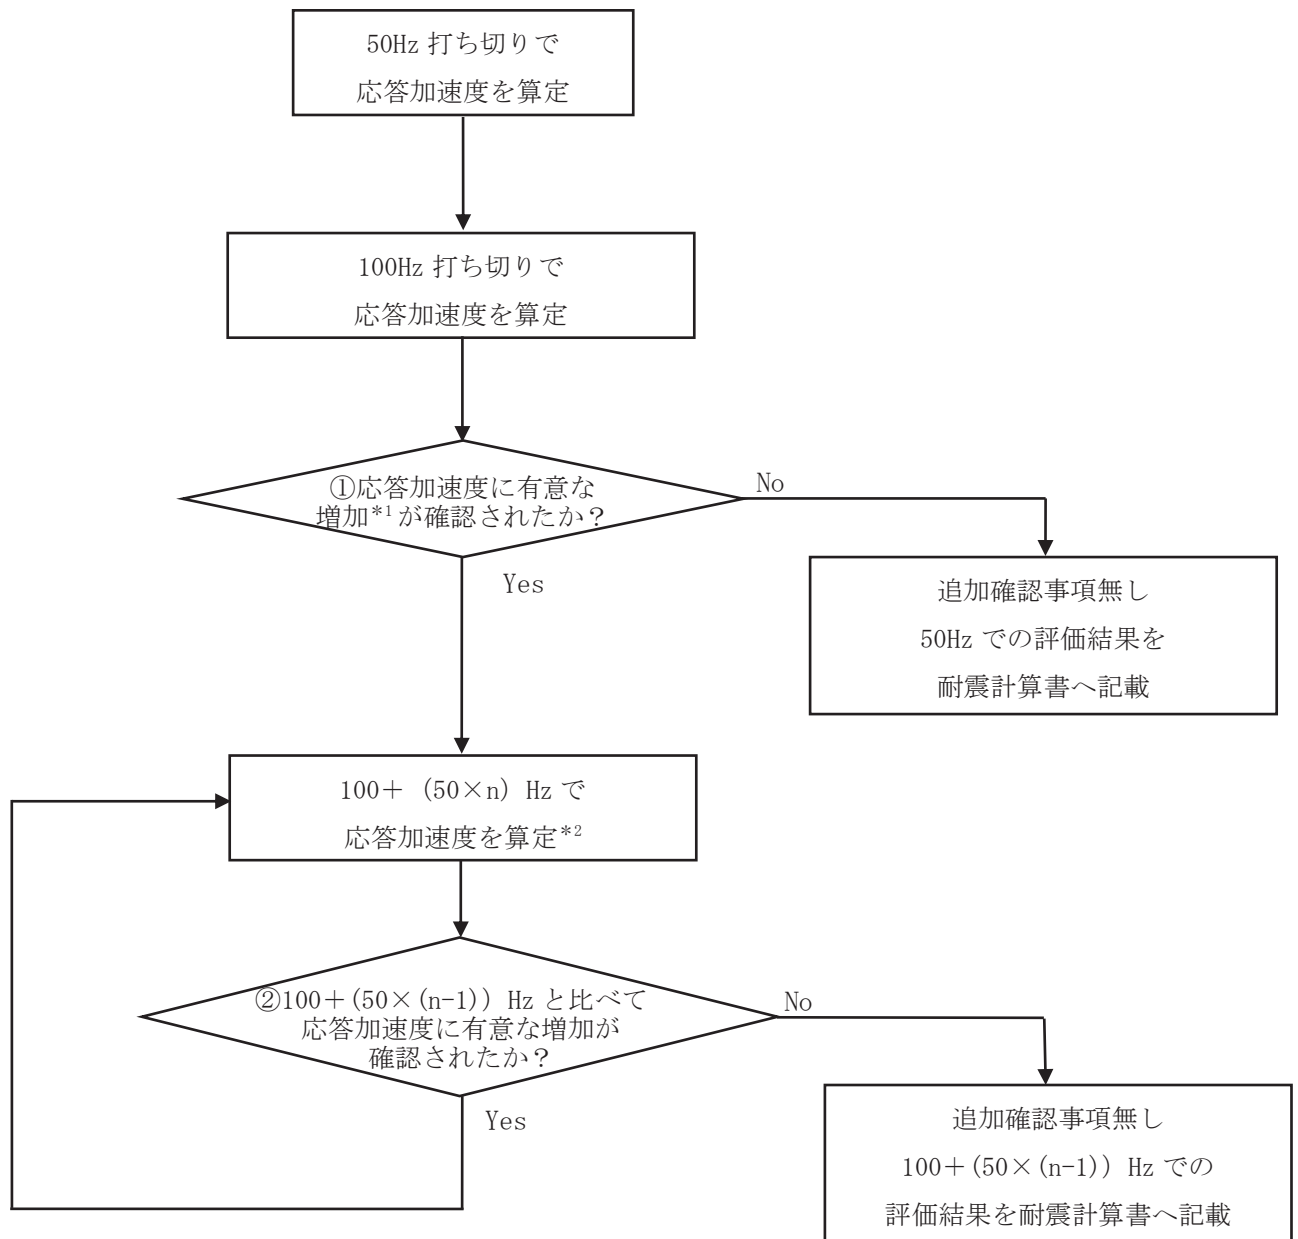 50Hz 打ち切りで
応答加速度を算定
100Hz 打ち切りで
応答加速度を算定
①応答加速度に有意な
増加*1 が確認されたか？
No
Yes
追加確認事項無し
50Hz での評価結果を
耐震計算書へ記載
100＋（50×n）Hz で
応答加速度を算定*2
②100＋(50×(n-1)) Hz と比べて
応答加速度に有意な増加が
確認されたか？
No
Yes
追加確認事項無し
100＋(50×(n-1)) Hz での
評価結果を耐震計算書へ記載